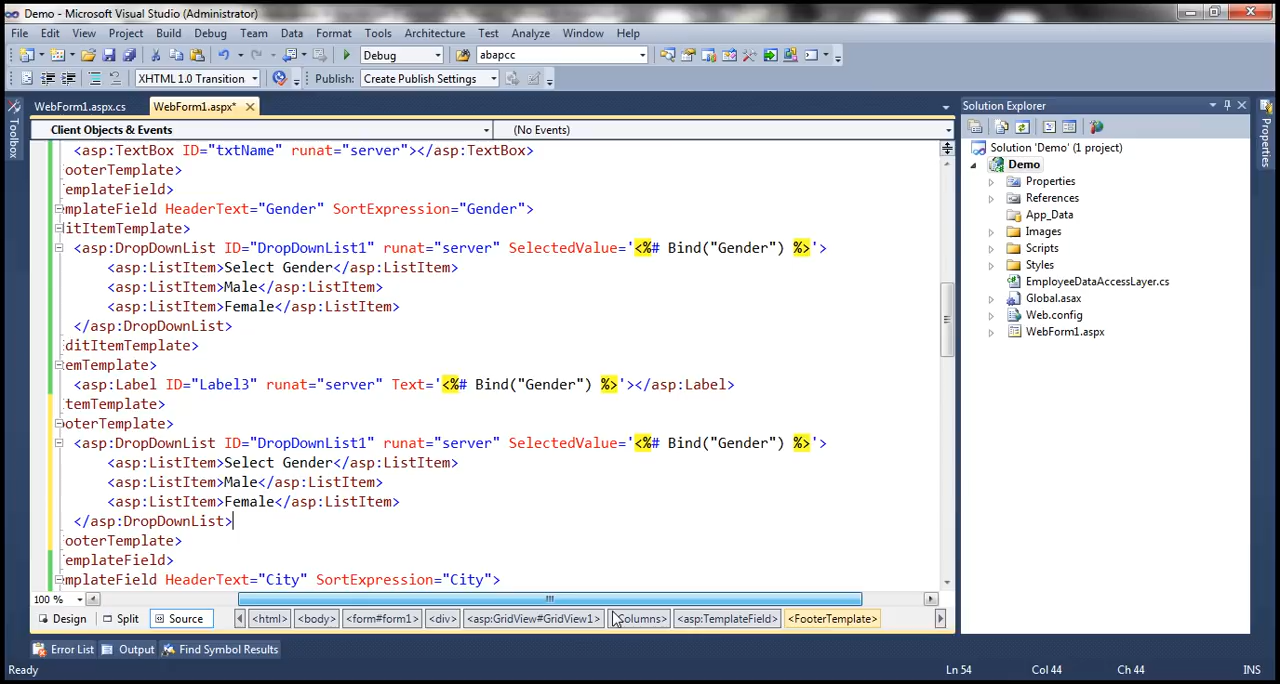 Demo - Microsoft Visual Studio (Administrator)
File Edit View Project Build Debug Team Data Format Tools Architecture Test Analyze Window Help
Debug abapcc
XHTML 1.0 Transition Publish: Create Publish Settings
WebForm1.aspx.cs WebForm1.aspx* Solution Explorer
Toolbox
Properties
Client Objects & Events (No Events)
<asp:TextBox ID="txtName" runat="server"></asp:TextBox>
ooterTemplate>
emplateField>
mplateField HeaderText="Gender" SortExpression="Gender">
itItemTemplate>
<asp:DropDownList ID="DropDownList1" runat="server" SelectedValue='<%# Bind("Gender") %>'>
<asp:ListItem>Select Gender</asp:ListItem>
<asp:ListItem>Male</asp:ListItem>
<asp:ListItem>Female</asp:ListItem>
</asp:DropDownList>
ditItemTemplate>
emTemplate>
<asp:Label ID="Label3" runat="server" Text='<%# Bind("Gender") %>'></asp:Label>
temTemplate>
ooterTemplate>
<asp:DropDownList ID="DropDownList1" runat="server" SelectedValue='<%# Bind("Gender") %>'>
<asp:ListItem>Select Gender</asp:ListItem>
<asp:ListItem>Male</asp:ListItem>
<asp:ListItem>Female</asp:ListItem>
</asp:DropDownList>
ooterTemplate>
emplateField>
mplateField HeaderText="City" SortExpression="City">
100 %
Design Split Source <html> <body> <form#form1> <div> <asp:GridView#GridView1> Columns> <asp:TemplateField> <FooterTemplate>
Solution 'Demo' (1 project)
Demo
Properties
References
App_Data
Images
Scripts
Styles
EmployeeDataAccessLayer.cs
Global.asax
Web.config
WebForm1.aspx
Error List Output Find Symbol Results
Ready Ln 54 Col 44 Ch 44 INS